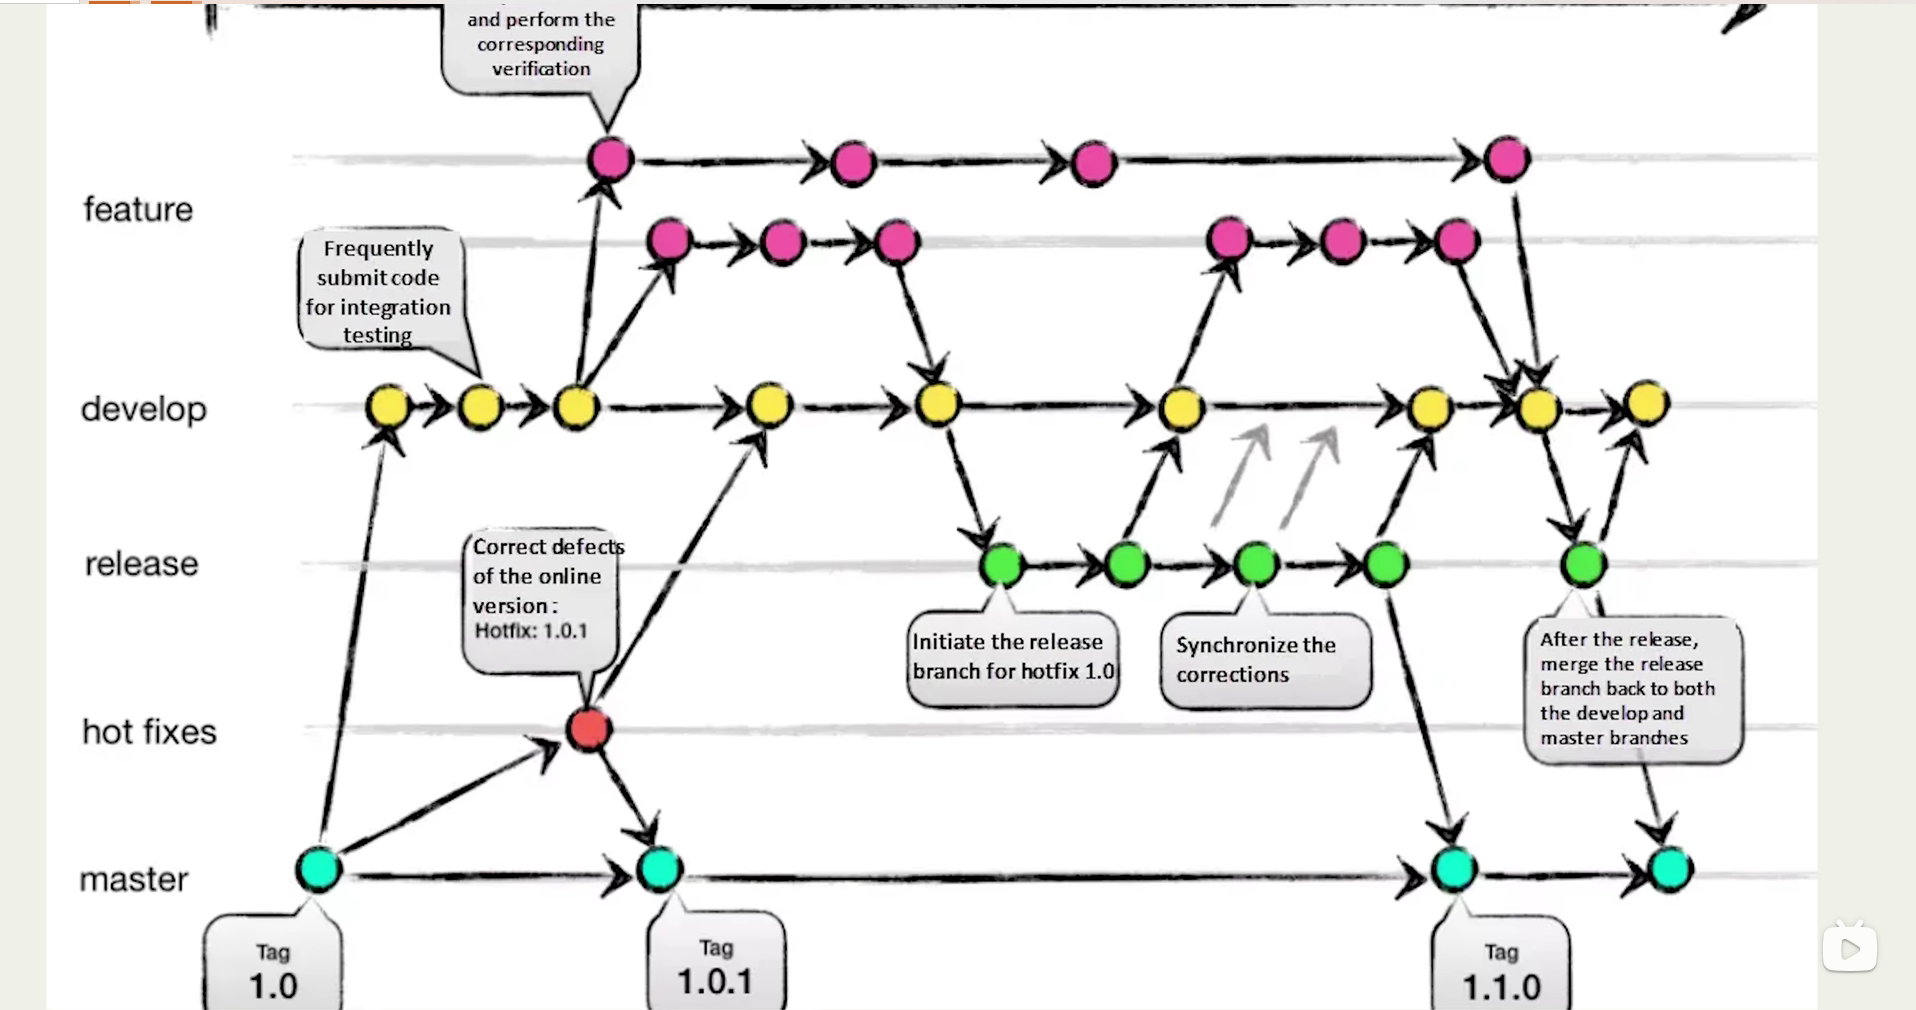 and perform the
corresponding
verification
feature
Frequently
submit code
for integration
testing
develop
release
Correct defects
of the online
version:
Hotfix: 1.0.1
Initiate the release
branch for hotfix 1.0
Synchronize the
corrections
After the release,
merge the release
branch back to both
the develop and
master branches
hot fixes
master
Tag
1.0
Tag
1.0.1
Tag
1.1.0